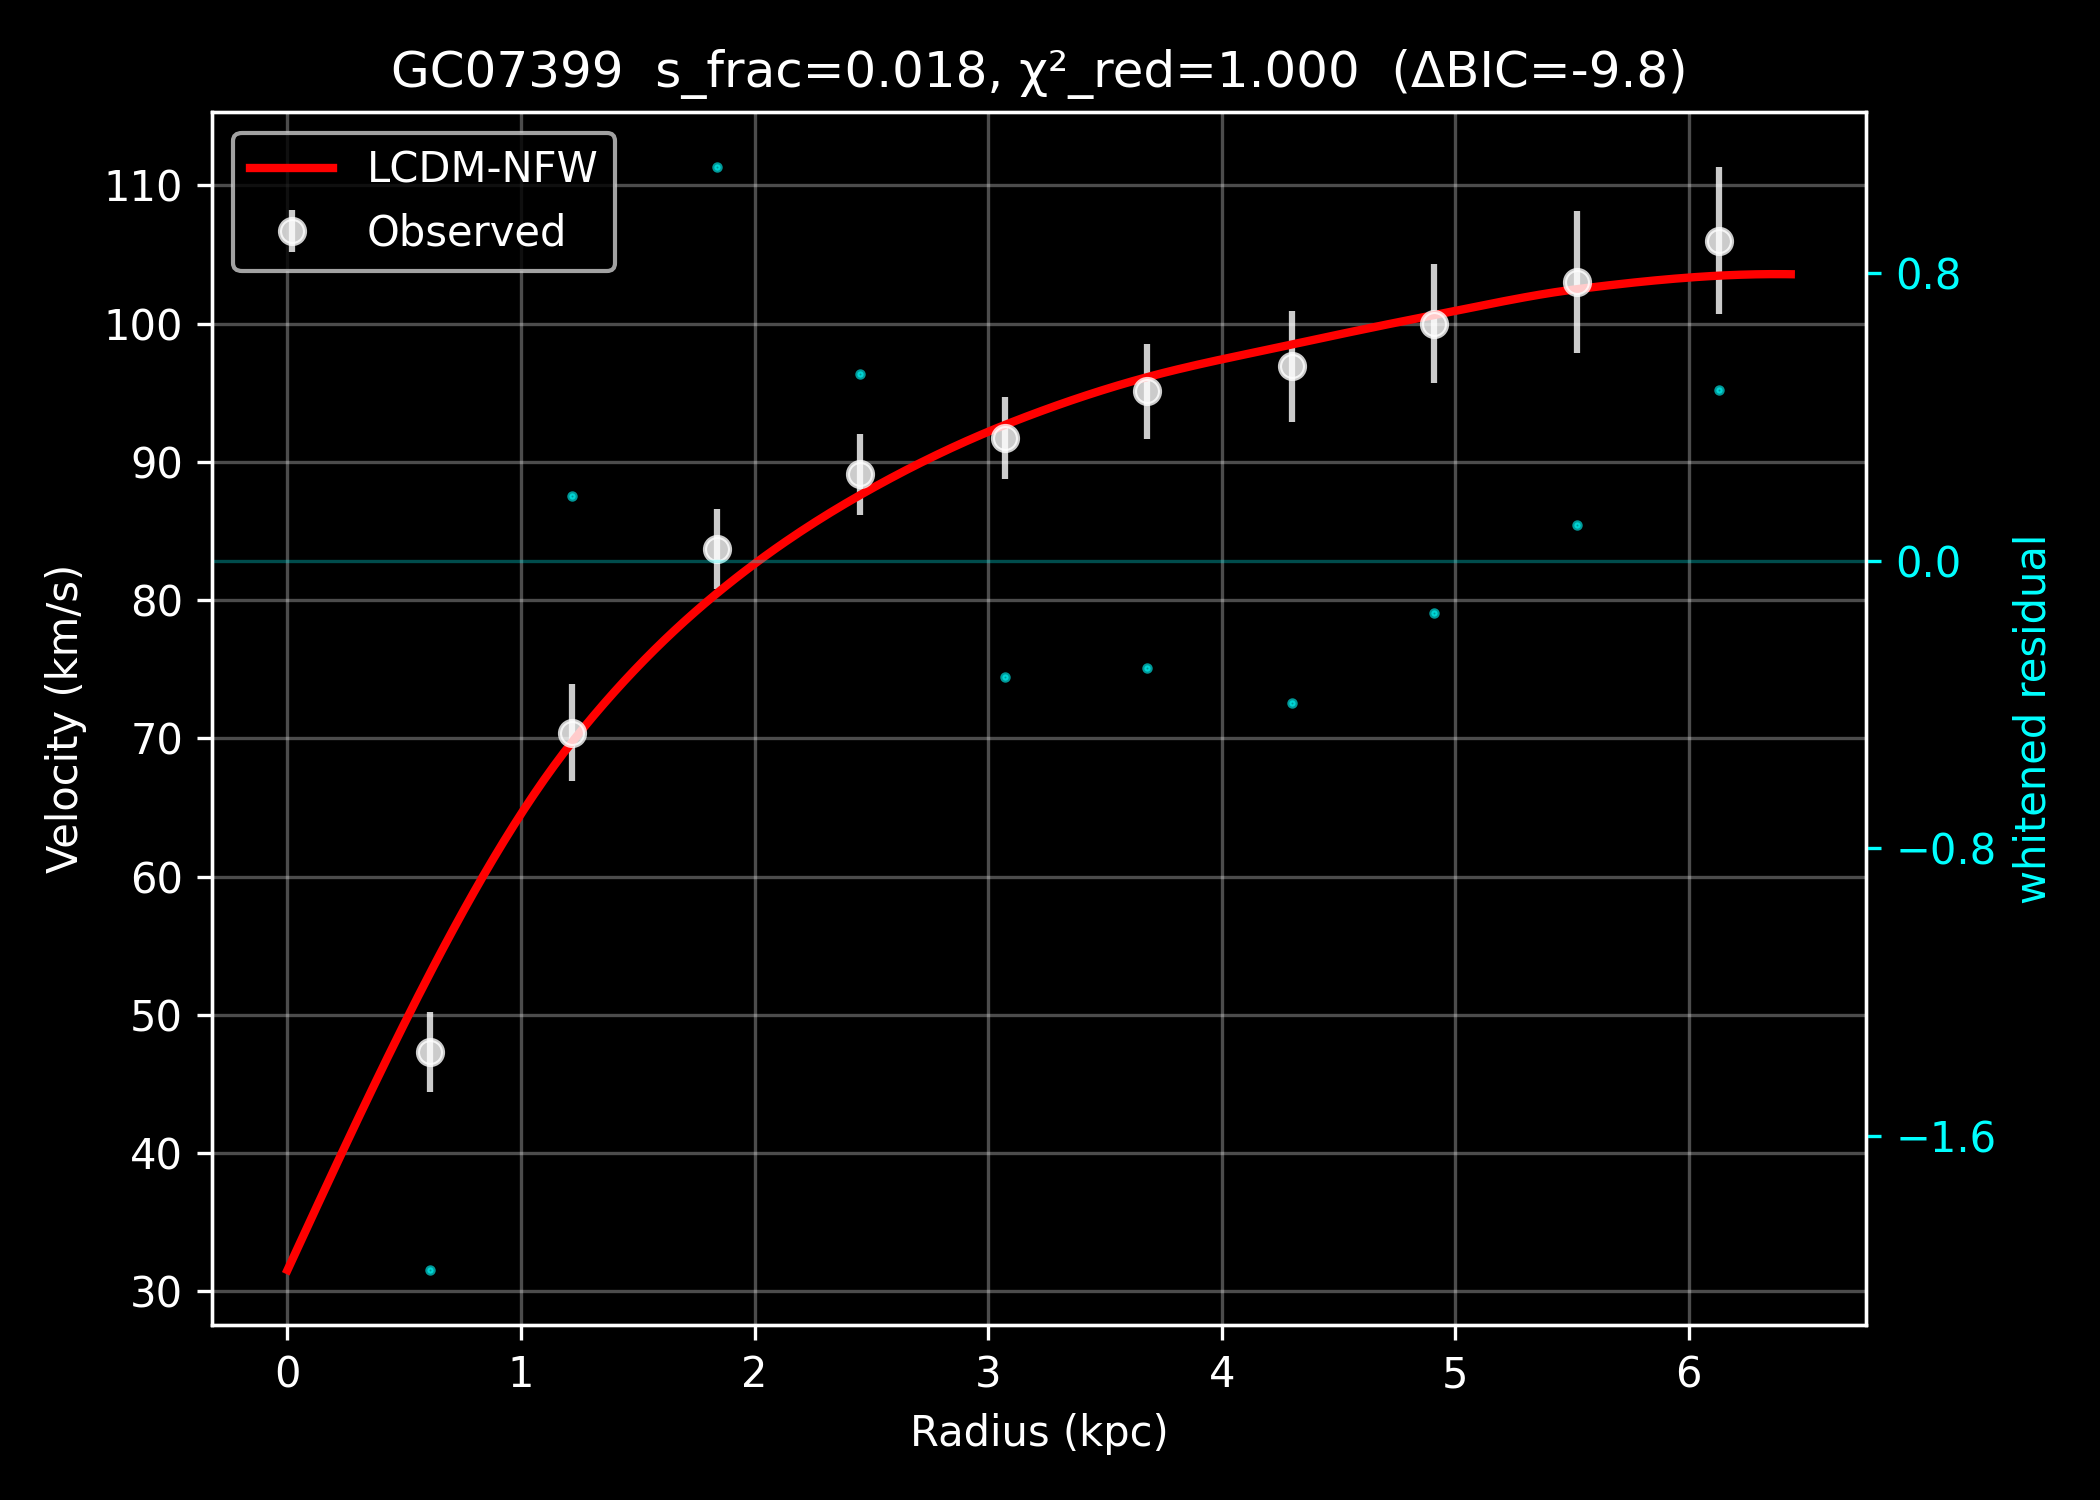 GC07399 s_frac=0.018, χ²_red=1.000 (ΔBIC=-9.8)
LCDM-NFW
Observed
110
100
90
80
70
60
50
40
30
Velocity (km/s)
0 1 2 3 4 5 6
Radius (kpc)
0.8
0.0
−0.8
−1.6
whitened residual